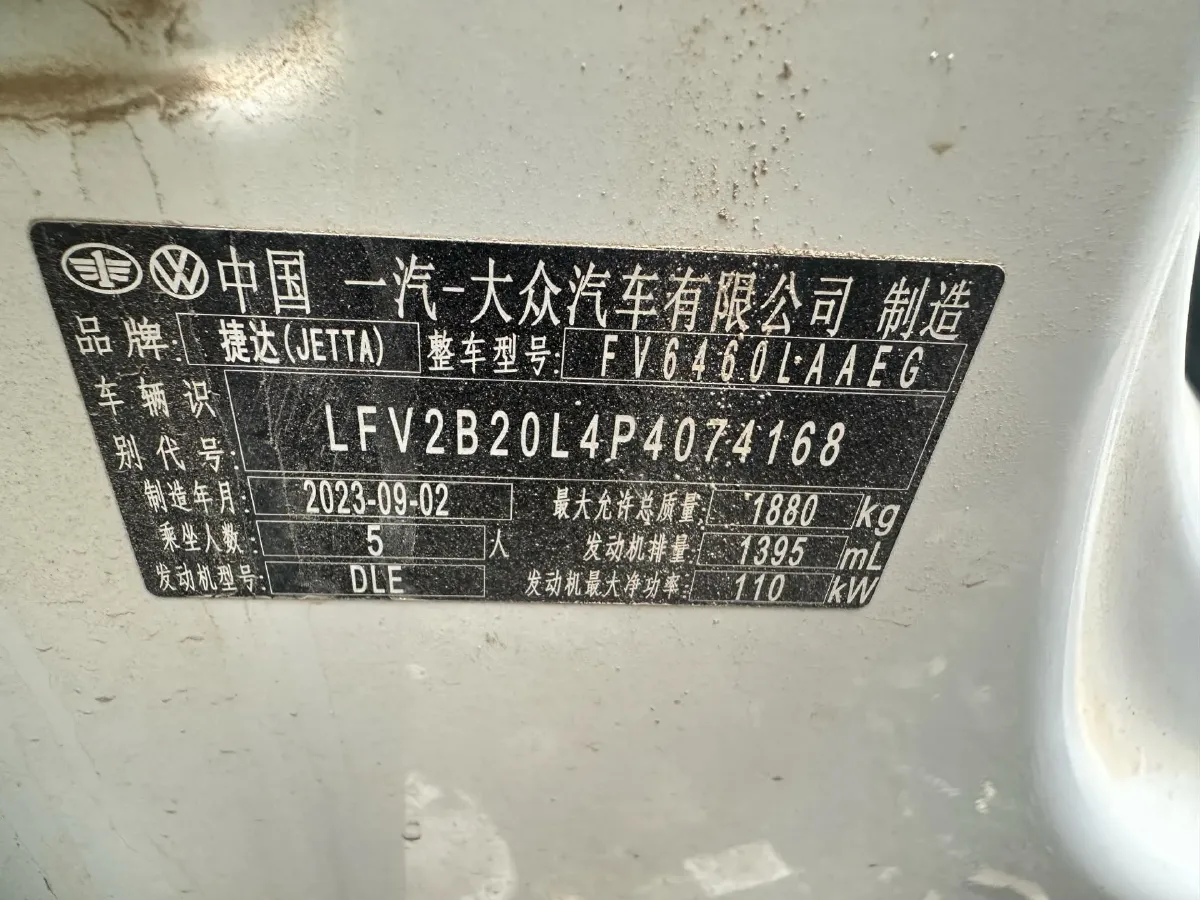 中国 一汽-大众汽车有限公司 制造
品牌: 捷达(JETTA) 整车型号: FV6460LAAEG
车辆识别代号: LFV2B20L4P4074168
制造年月: 2023-09-02 最大允许总质量: 1880 kg
乘坐人数: 5 人 发动机排量: 1395 mL
发动机型号: DLE 发动机最大净功率: 110 kW